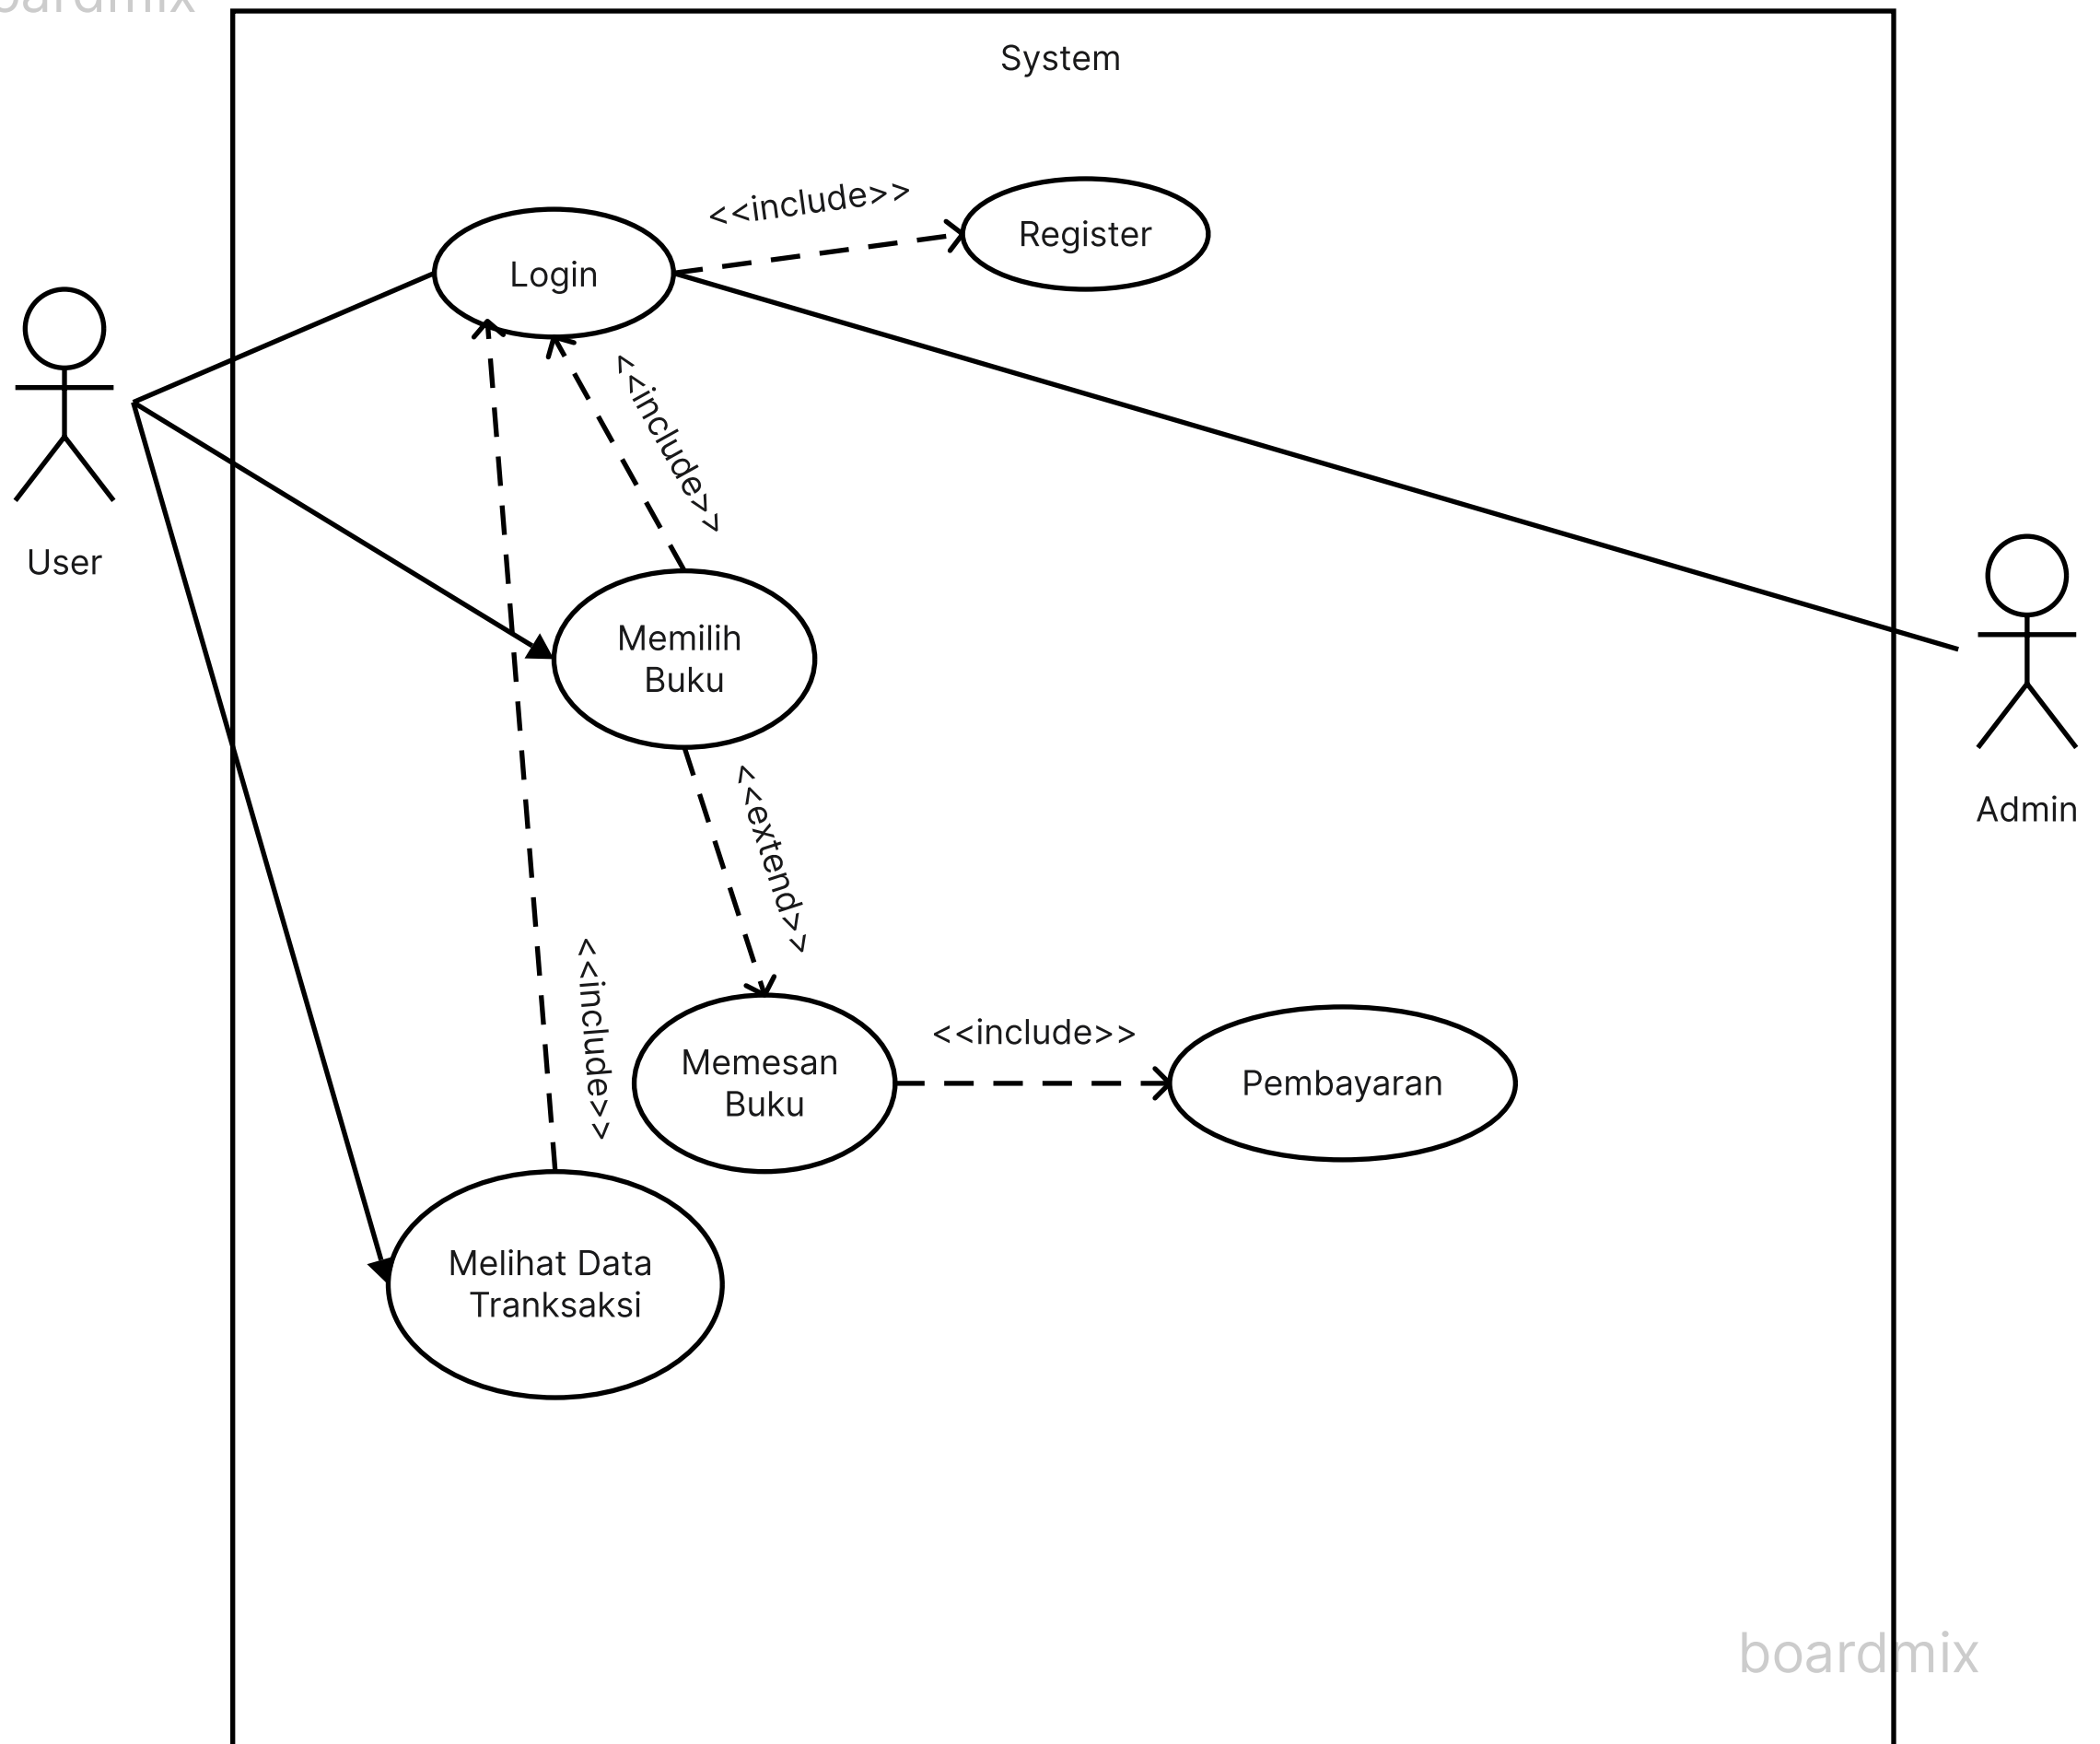 System
<<include>>
Register
Login
<<include>>
User
Memilih
Buku
Admin
<<extend>>
<<include>>
Memesan
Buku
<<include>>
Pembayaran
Melihat Data
Tranksaksi
boardmix